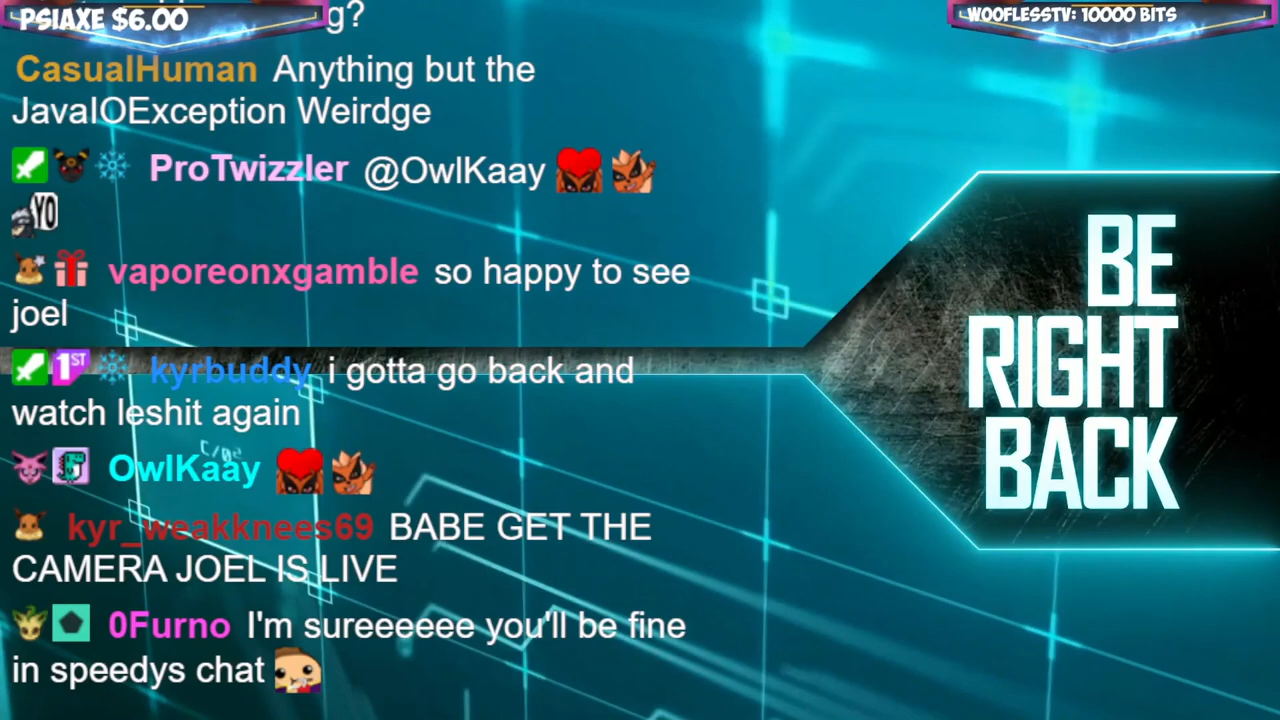 PSIAXE $6.00
WOOFLESSTV: 10000 BITS
g?
CasualHuman Anything but the
JavaIOException Weirdge
ProTwizzler @OwlKaay
YO
vaporeonxgamble so happy to see
joel
1ST kyrbuddy i gotta go back and
watch leshit again
OwlKaay
kyr_weakknees69 BABE GET THE
CAMERA JOEL IS LIVE
0Furno I'm sureeeeee you'll be fine
in speedys chat
BE
RIGHT
BACK